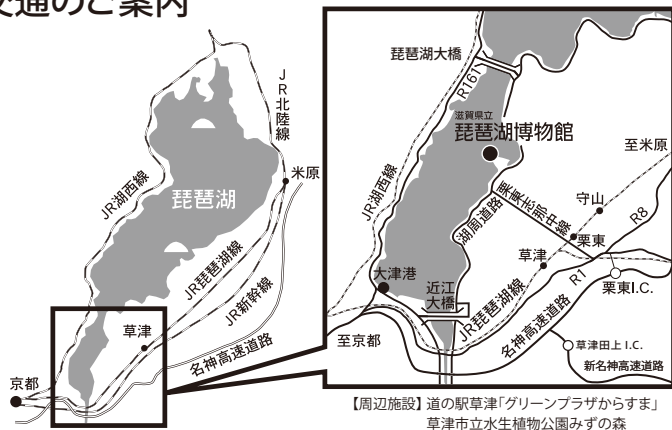 交通のご案内
JR北陸線
JR湖西線
琵琶湖
米原
JR琵琶湖線
JR新幹線
草津
名神高速道路
京都
琵琶湖大橋
R161
滋賀県立
琵琶湖博物館
至米原
JR湖西線
湖周道路
栗東志那中線
守山
栗東
R8
草津
R1
栗東I.C.
大津港
近江
大橋
JR琵琶湖線
至京都
名神高速道路
草津田上I.C.
新名神高速道路
【周辺施設】道の駅草津「グリーンプラザからすま」
草津市立水生植物公園みずの森